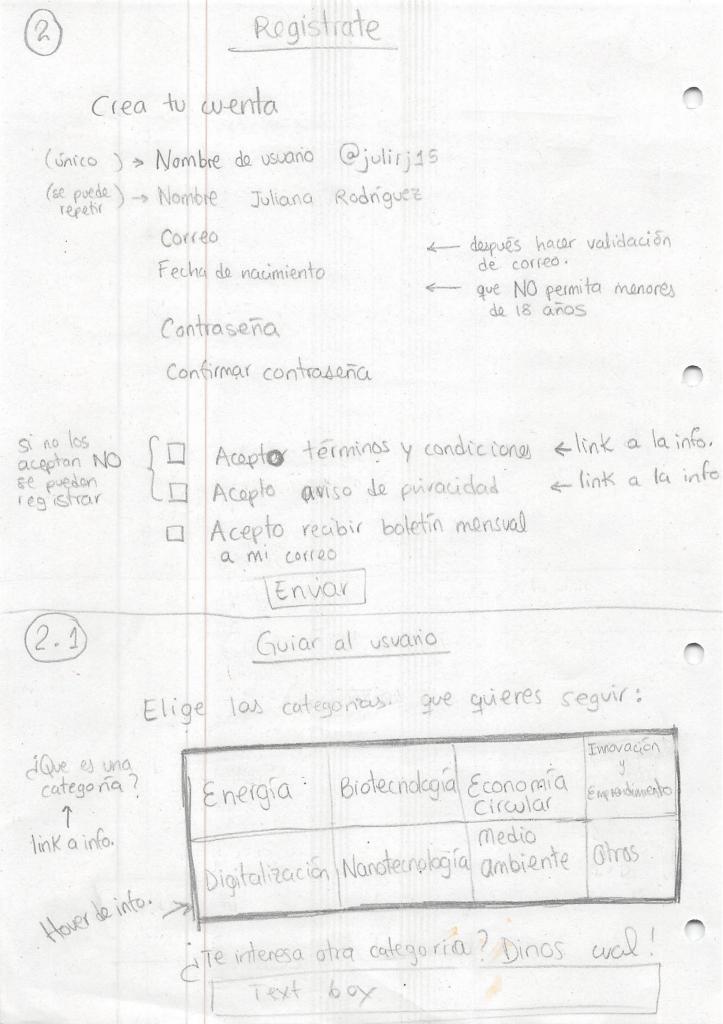 2
Registrate
Crea tu cuenta
(único) → Nombre de usuario @julirj15
(se puede repetir) → Nombre Juliana Rodríguez
Correo
← después hacer validación
de correo.
Fecha de nacimiento
← que NO permita menores
de 18 años
Contraseña
Confirmar contraseña
si no los
aceptan NO
se pueden
registrar
Acepto términos y condiciones ← link a la info.
Acepto aviso de privacidad ← link a la info
Acepto recibir boletín mensual
a mi correo
Enviar
2.1
Guiar al usuario
Elige las categorias que quieres seguir:
¿Que es una
categoría?
↑
link a info.
Energía
Biotecnología
Economía
Circular
Innovación
y
Emprendimiento
Digitalización
Nanotecnología
medio
ambiente
Otros
Hover de info. →
¿Te interesa otra categoría? Dinos cual!
Text box